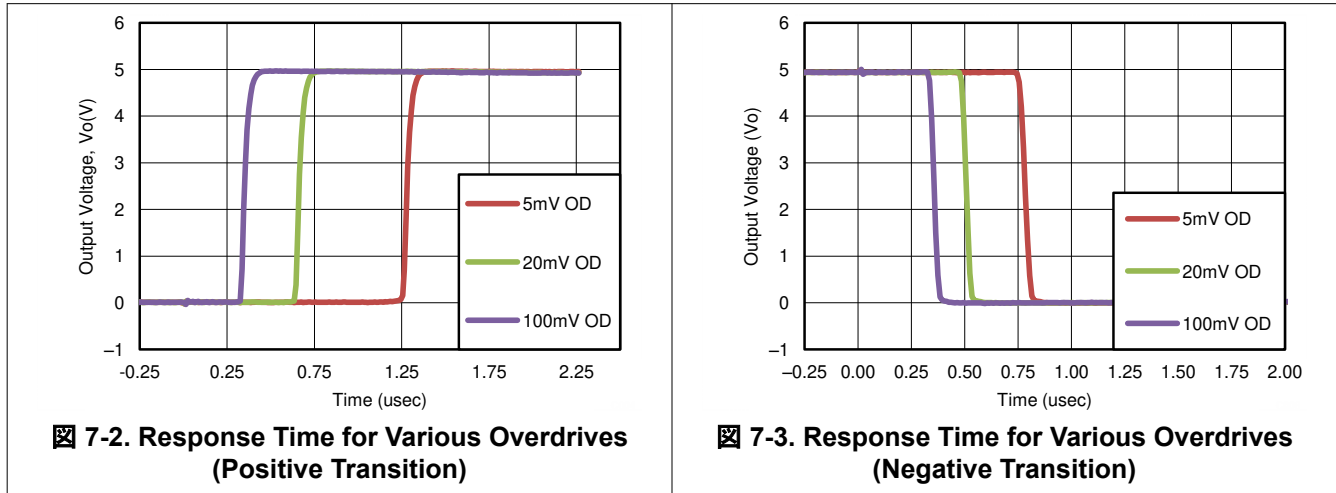 6
5
4
3
2
1
0
–1
Output Voltage, Vo(V)
-0.25
0.25
0.75
1.25
1.75
2.25
Time (usec)
5mV OD
20mV OD
100mV OD
図 7-2. Response Time for Various Overdrives
(Positive Transition)
6
5
4
3
2
1
0
–1
Output Voltage (Vo)
–0.25
0.00
0.25
0.50
0.75
1.00
1.25
1.50
1.75
2.00
Time (usec)
5mV OD
20mV OD
100mV OD
図 7-3. Response Time for Various Overdrives
(Negative Transition)